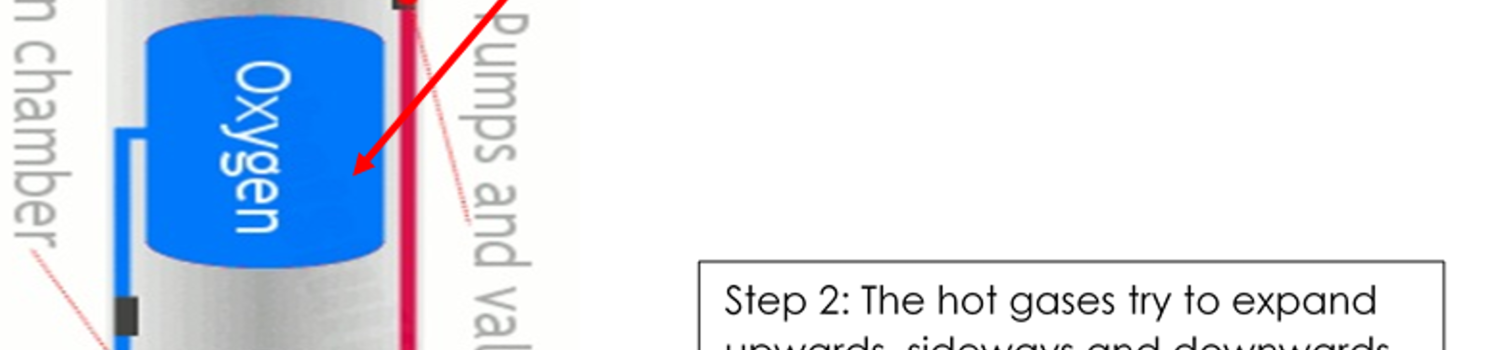 n chamber
Oxygen
Pumps and val
Step 2: The hot gases try to expand
upwards, sideways and downwards